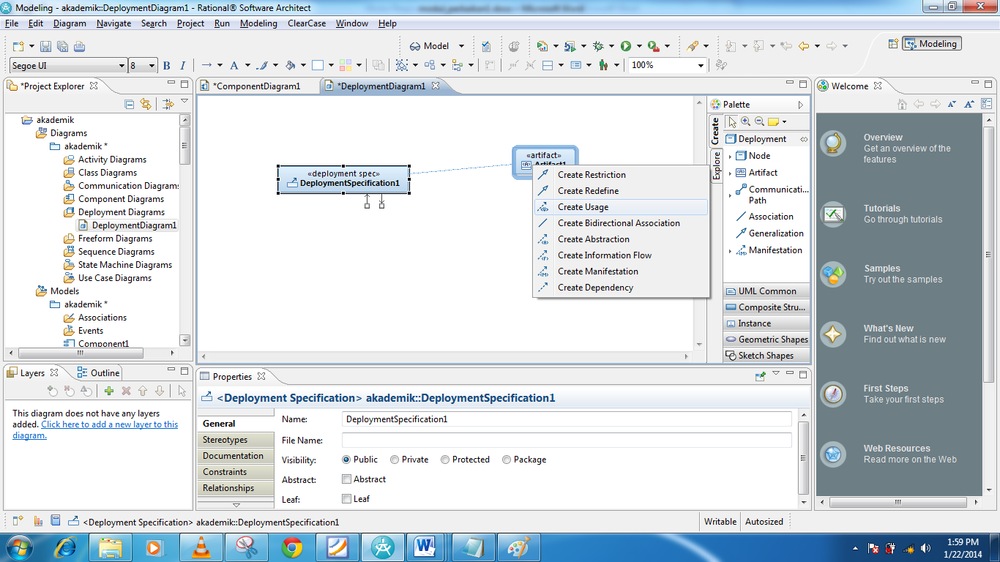 Modeling - akademik::DeploymentDiagram1 - Rational® Software Architect
File Edit Diagram Navigate Search Project Run Modeling ClearCase Window Help
Model
Modeling
Segoe UI 8 B I 100%
*Project Explorer
akademik
Diagrams
akademik *
Activity Diagrams
Class Diagrams
Communication Diagrams
Component Diagrams
Deployment Diagrams
DeploymentDiagram1
Freeform Diagrams
Sequence Diagrams
State Machine Diagrams
Use Case Diagrams
Models
akademik *
Associations
Events
Component1
*ComponentDiagram1
*DeploymentDiagram1
«deployment spec»
DeploymentSpecification1
«artifact»
Artifact1
Create Restriction
Create Redefine
Create Usage
Create Bidirectional Association
Create Abstraction
Create Information Flow
Create Manifestation
Create Dependency
Palette
Create
Explore
Deployment
Node
Artifact
Communicati...
Path
Association
Generalization
Manifestation
UML Common
Composite Stru...
Instance
Geometric Shapes
Sketch Shapes
Welcome
Overview
Get an overview of the
features
Tutorials
Go through tutorials
Samples
Try out the samples
What's New
Find out what is new
First Steps
Take your first steps
Web Resources
Read more on the Web
Layers
Outline
This diagram does not have any layers
added. Click here to add a new layer to this
diagram.
Properties
<Deployment Specification> akademik::DeploymentSpecification1
General
Stereotypes
Documentation
Constraints
Relationships
Name: DeploymentSpecification1
File Name:
Visibility: Public Private Protected Package
Abstract: Abstract
Leaf: Leaf
<Deployment Specification> akademik::DeploymentSpecification1
Writable
Autosized
1:59 PM
1/22/2014